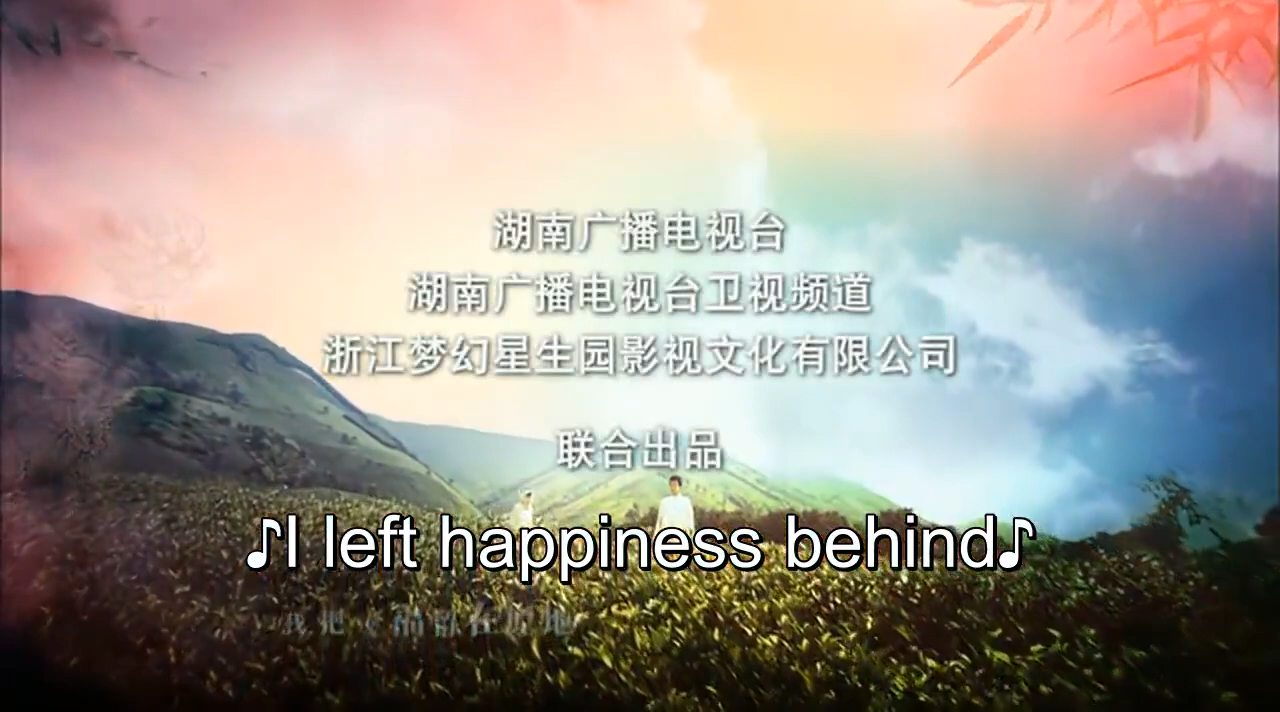 湖南广播电视台
湖南广播电视台卫视频道
浙江梦幻星生园影视文化有限公司
联合出品
♪I left happiness behind♪